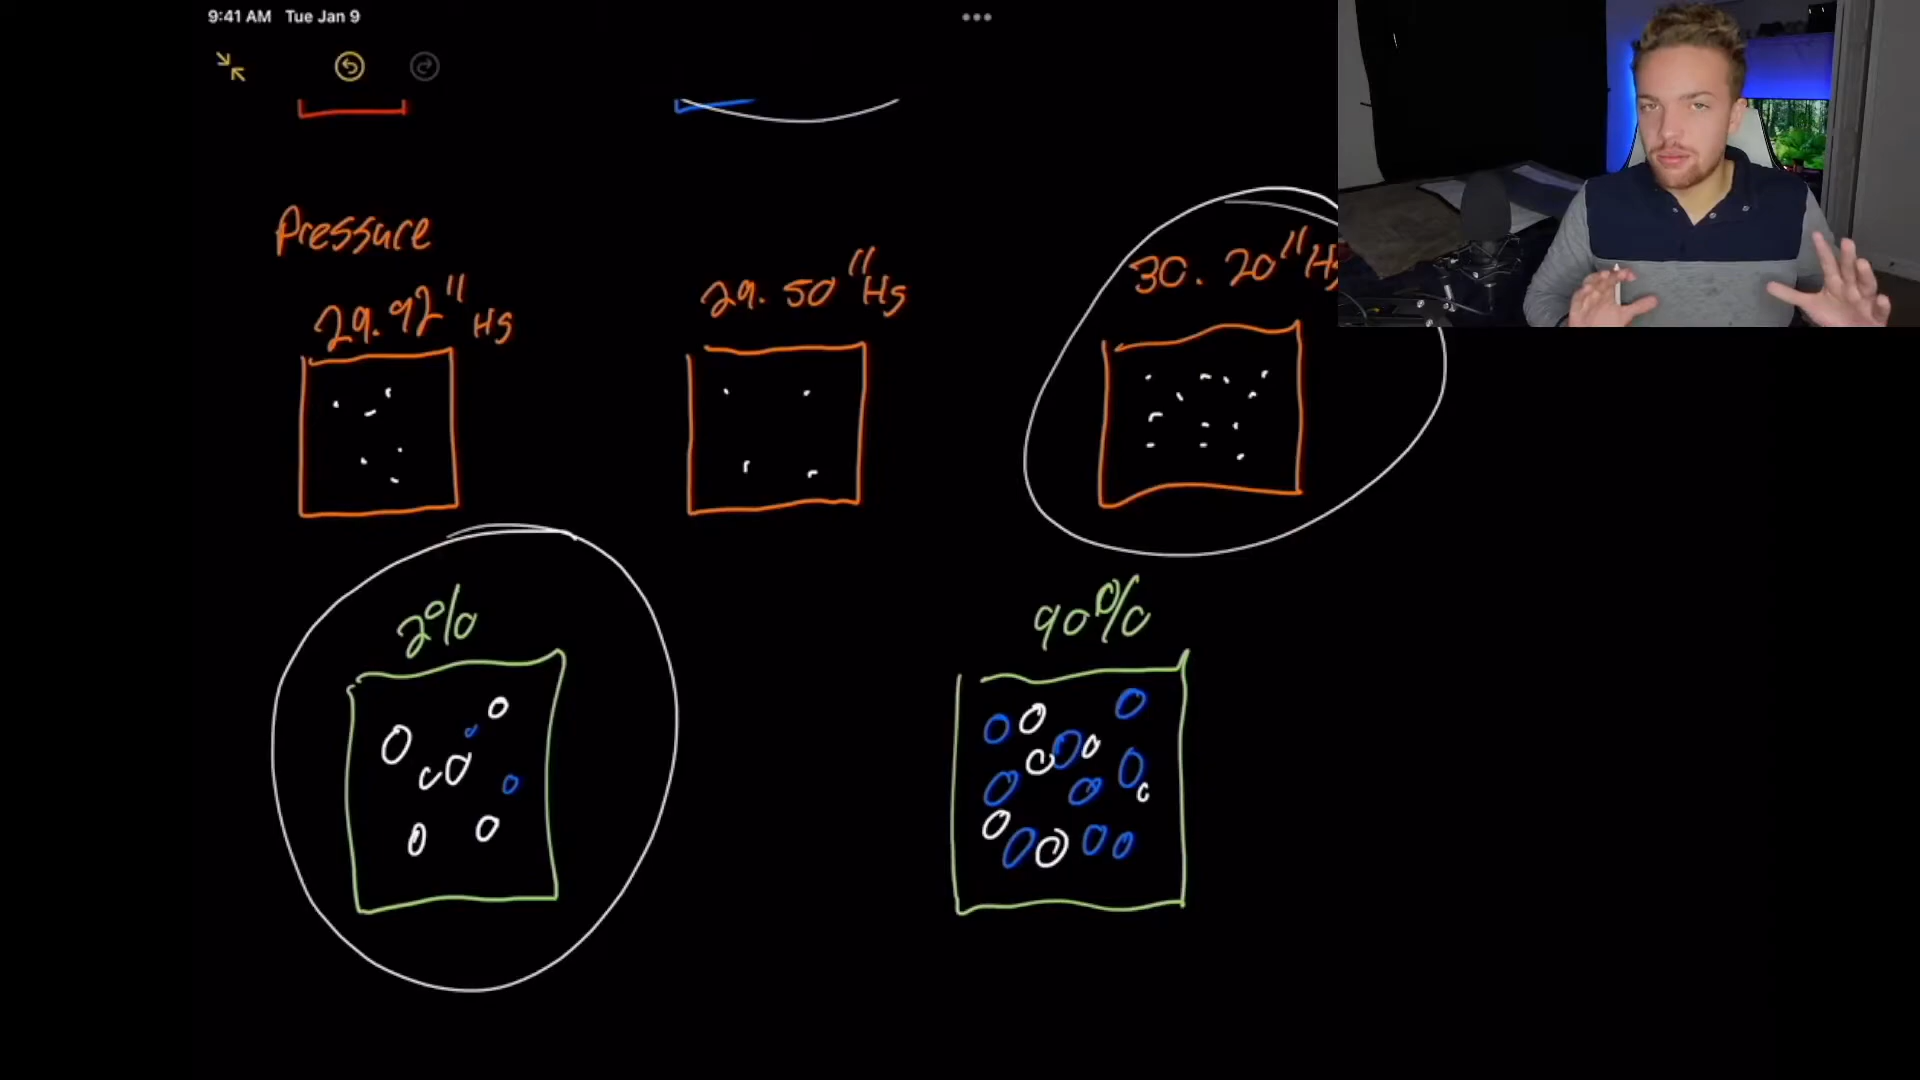 9:41 AM Tue Jan 9
Pressure
29.92" Hg
29.50" Hg
30.20" Hg
2%
90%